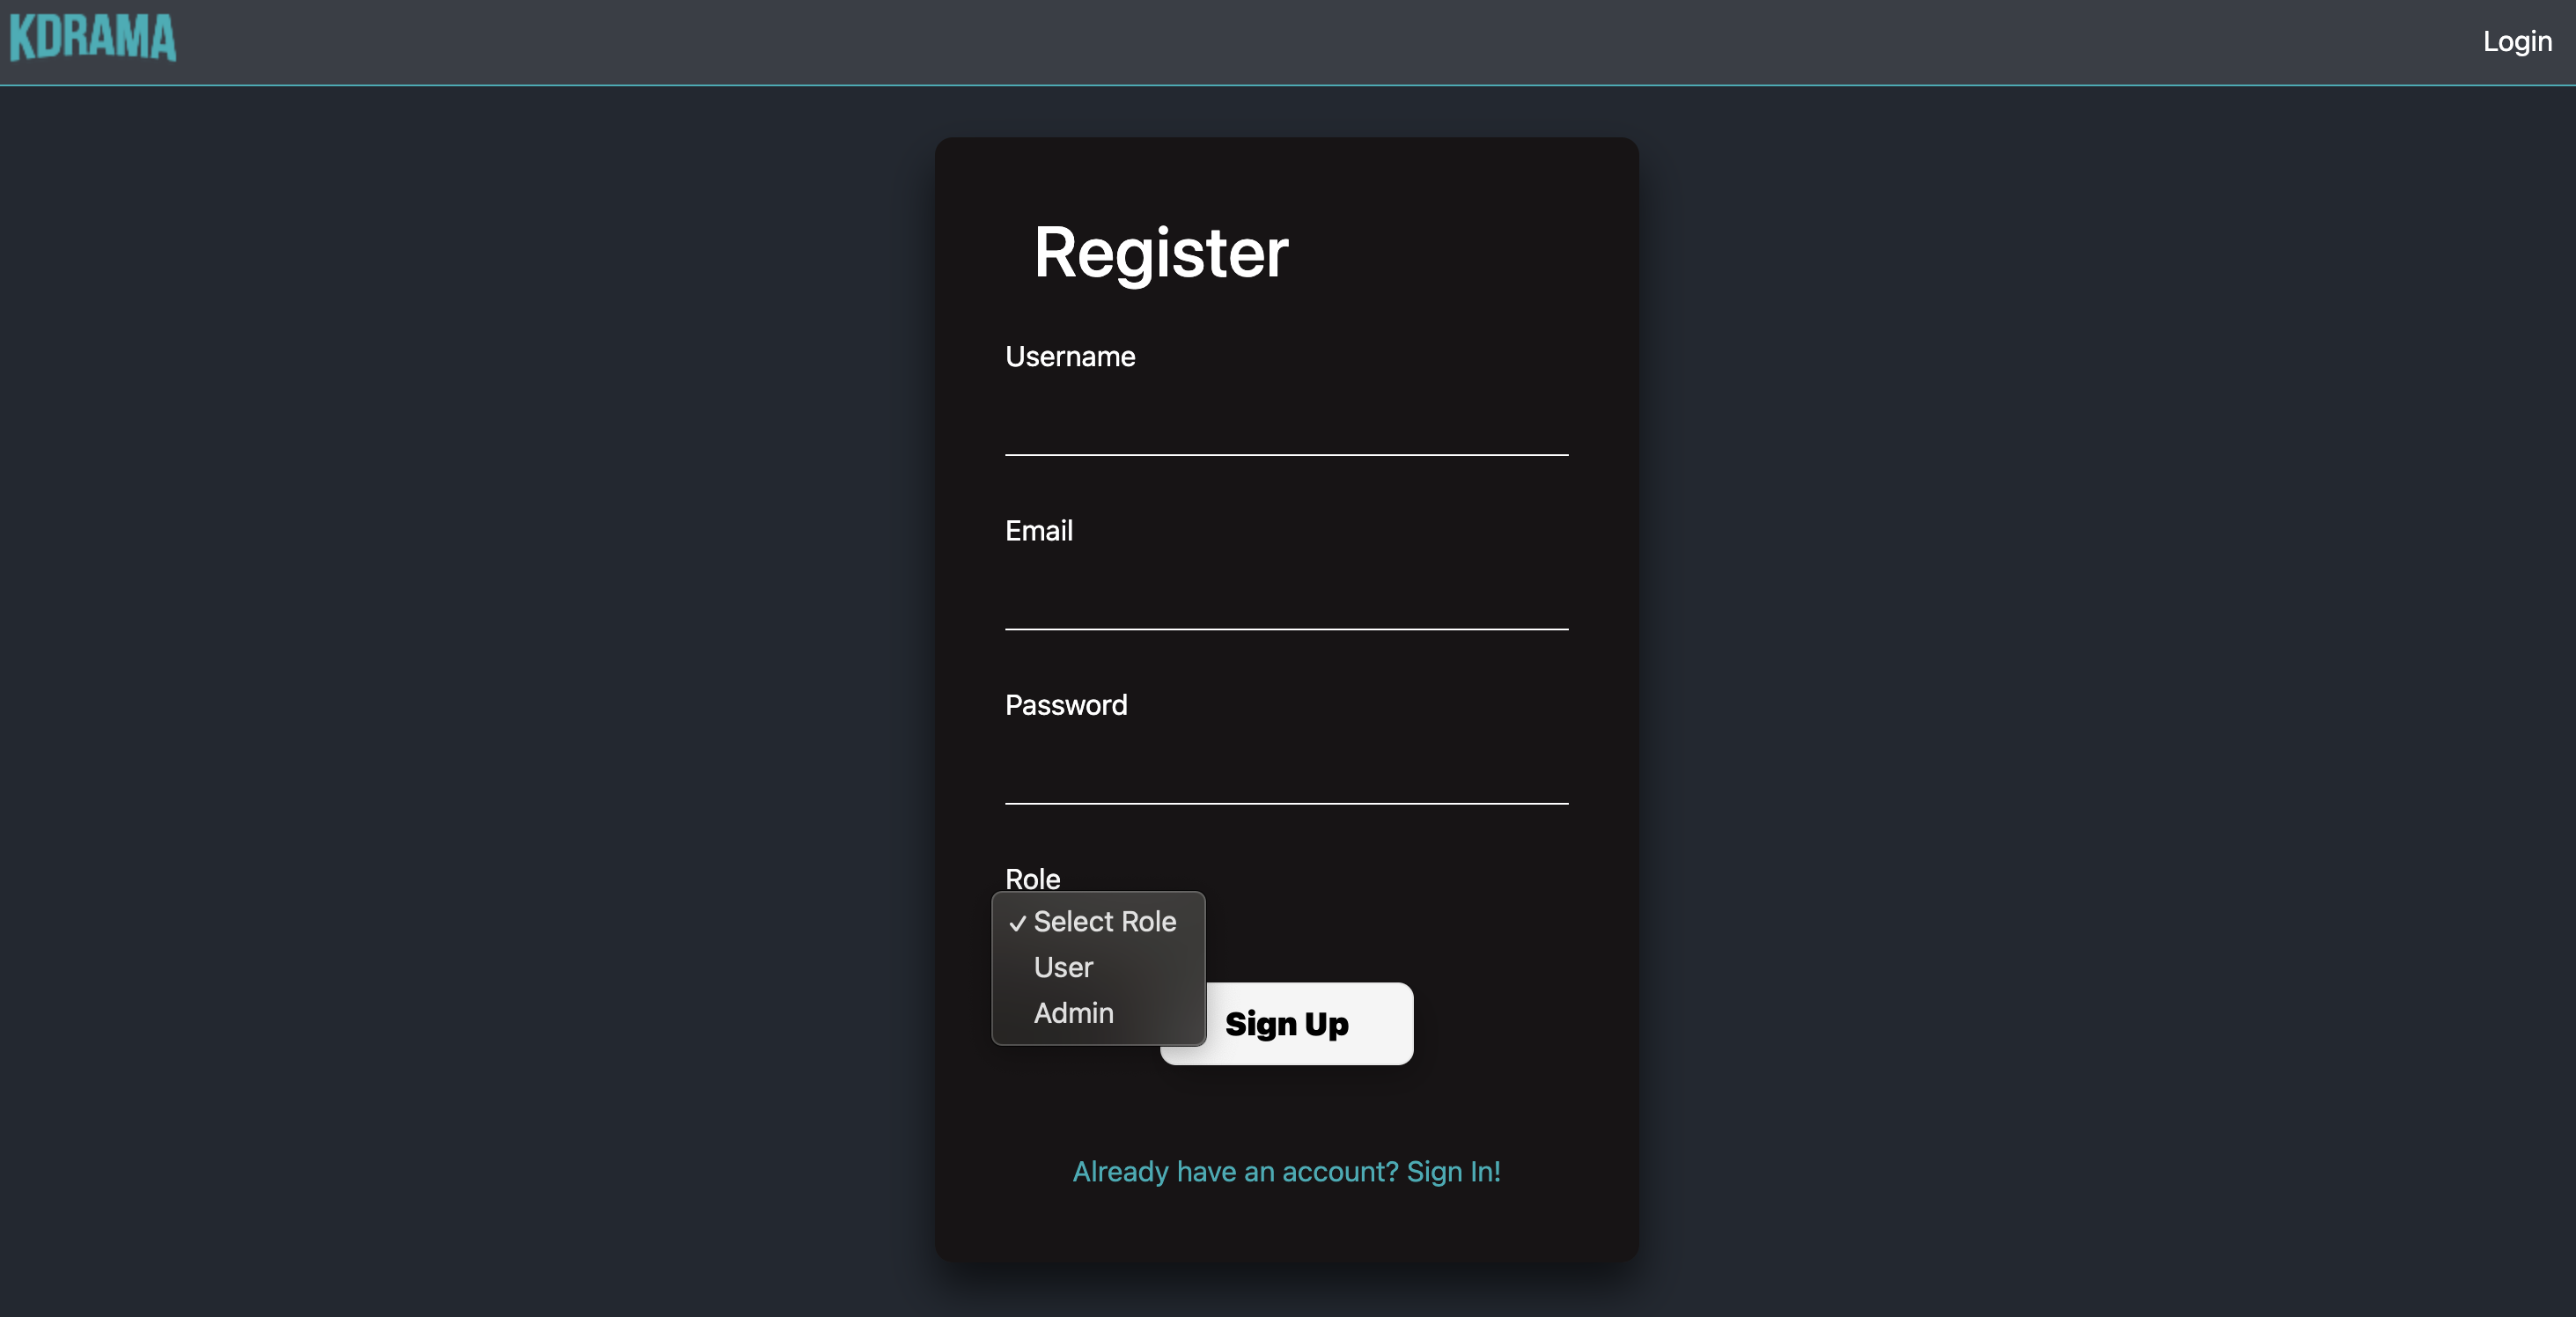 KDRAMA
Login
Register
Username
Email
Password
Role
✓ Select Role
User
Admin
Sign Up
Already have an account? Sign In!